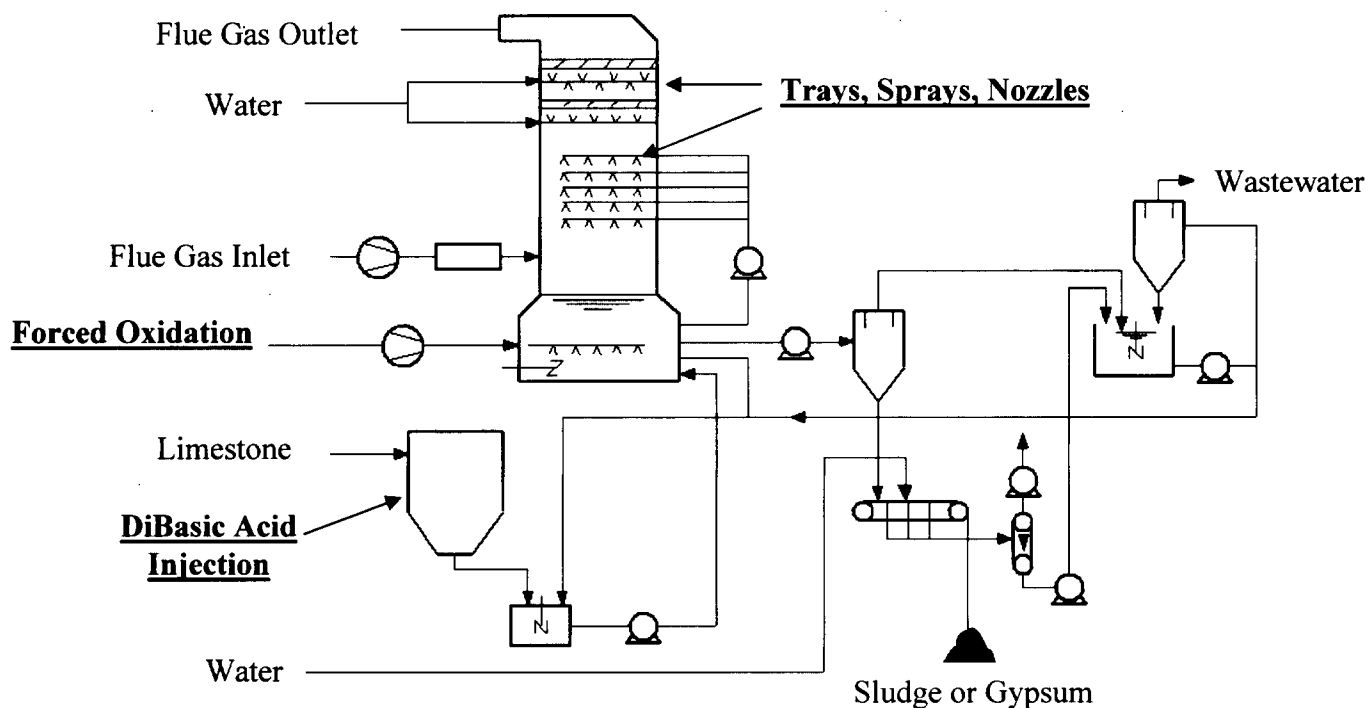 Flue Gas Outlet
Water
Trays, Sprays, Nozzles
Wastewater
Flue Gas Inlet
Forced Oxidation
Limestone
DiBasic Acid
Injection
Water
Sludge or Gypsum